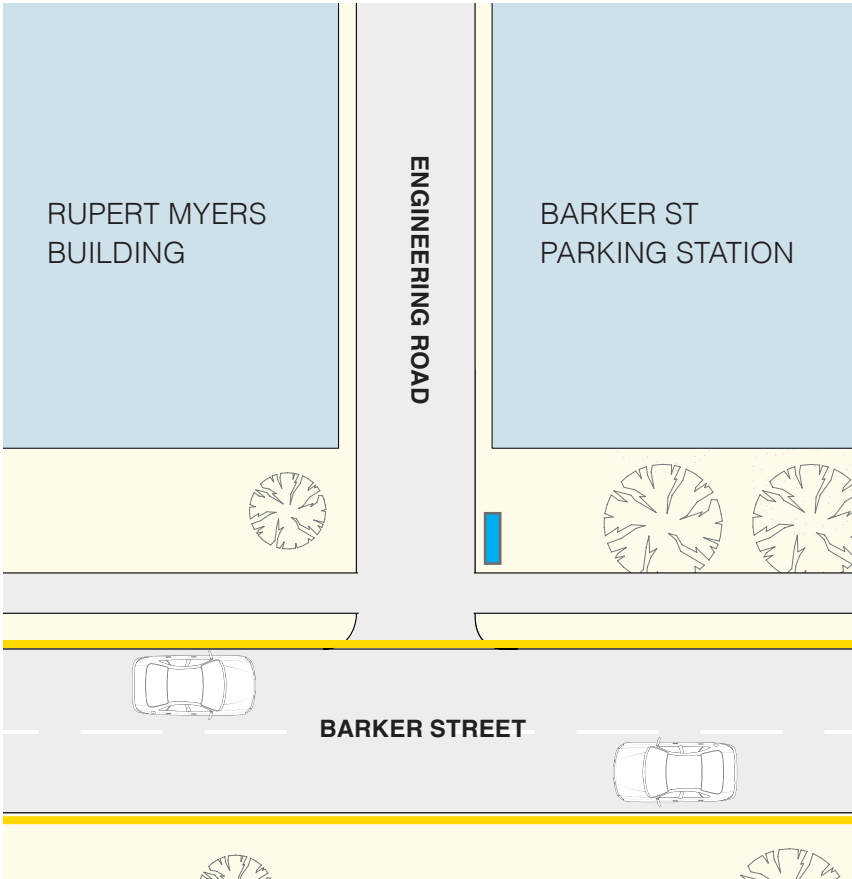 RUPERT MYERS
BUILDING
ENGINEERING ROAD
BARKER ST
PARKING STATION
BARKER STREET